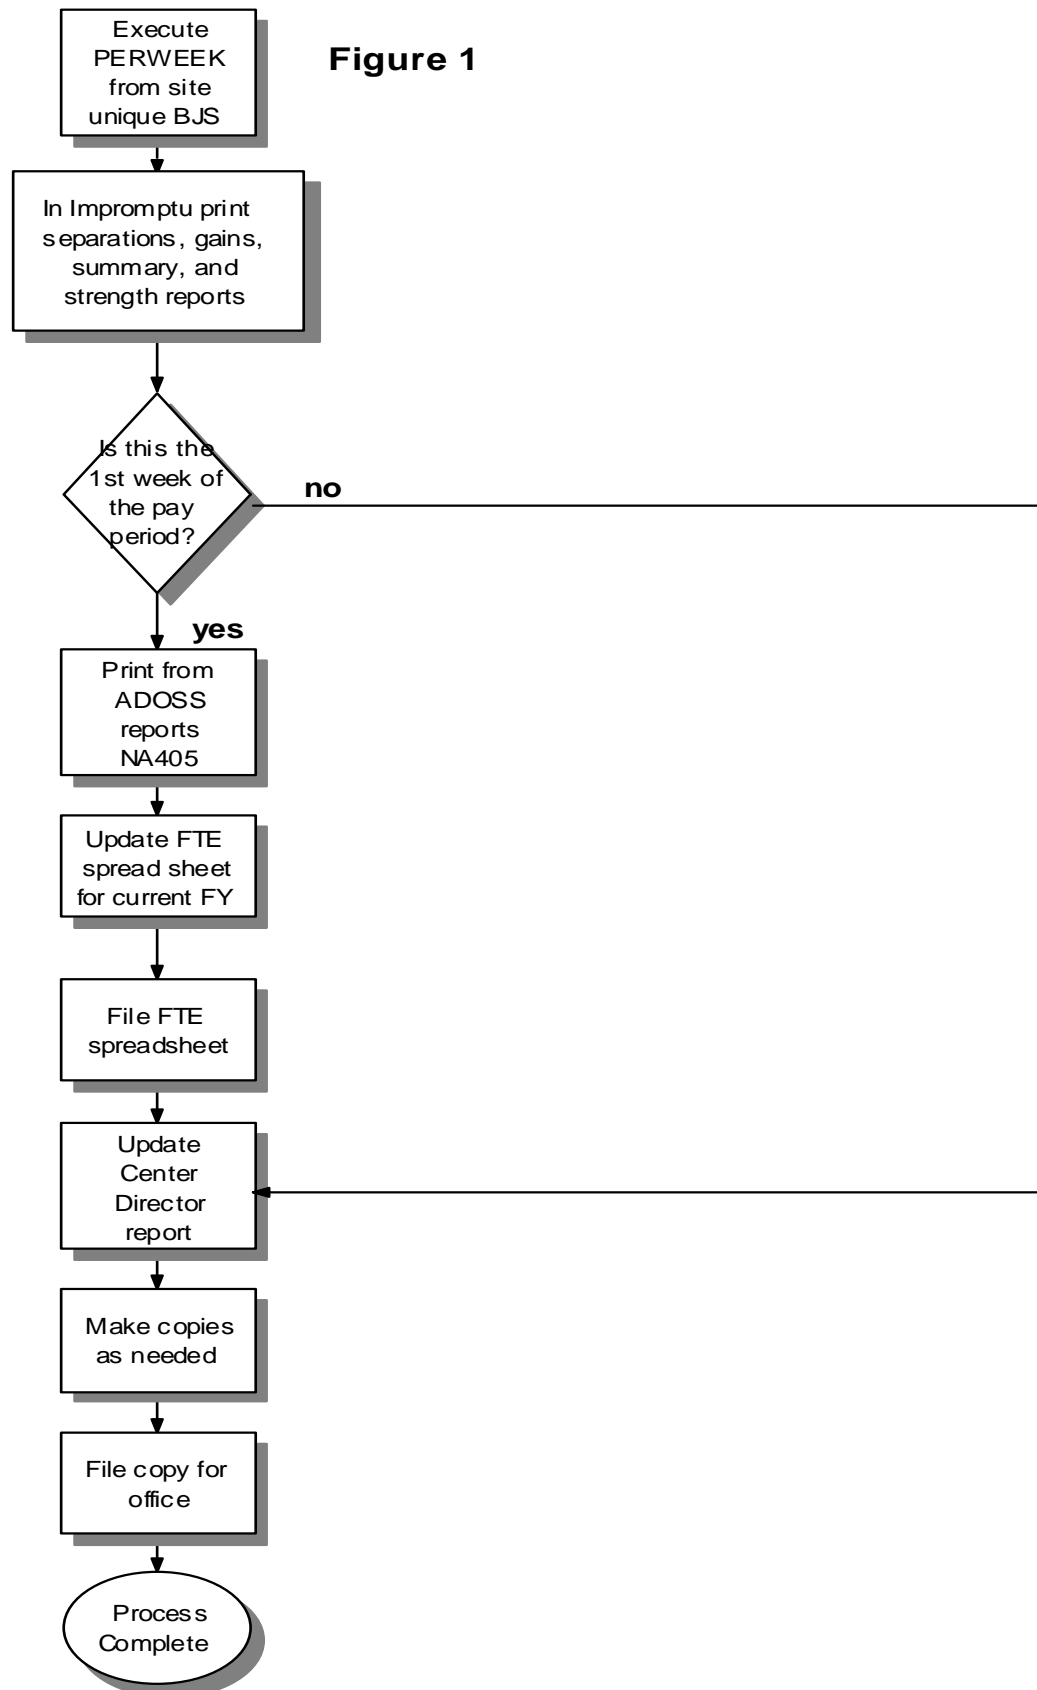 Execute
PERWEEK
from site
unique BJS
Figure 1
In Impromptu print
separations, gains,
summary, and
strength reports
Is this the
1st week of
the pay
period?
no
yes
Print from
ADOSS
reports
NA405
Update FTE
spread sheet
for current FY
File FTE
spreadsheet
Update
Center
Director
report
Make copies
as needed
File copy for
office
Process
Complete